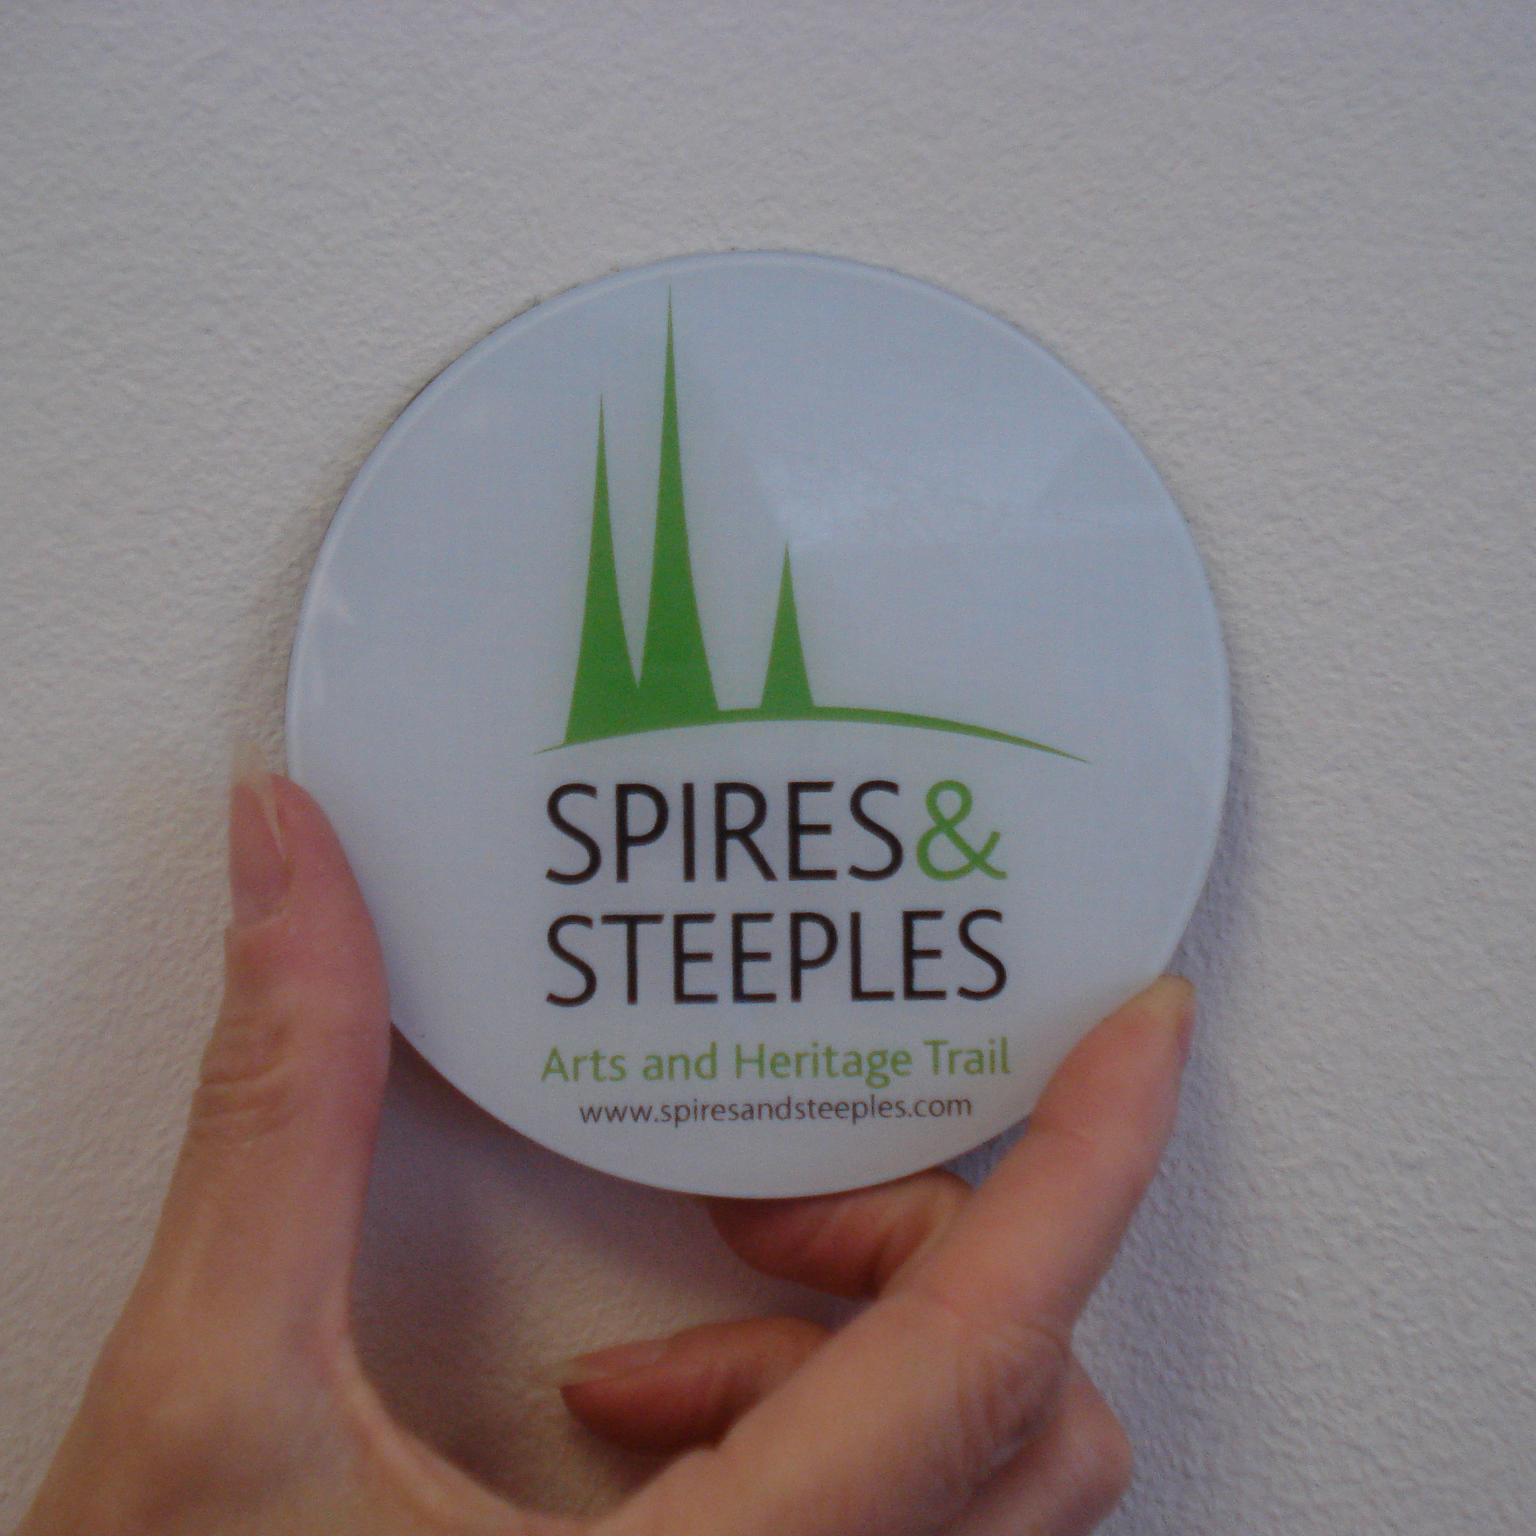 SPIRES&
STEEPLES
Arts and Heritage Trail
www.spiresandsteeples.com